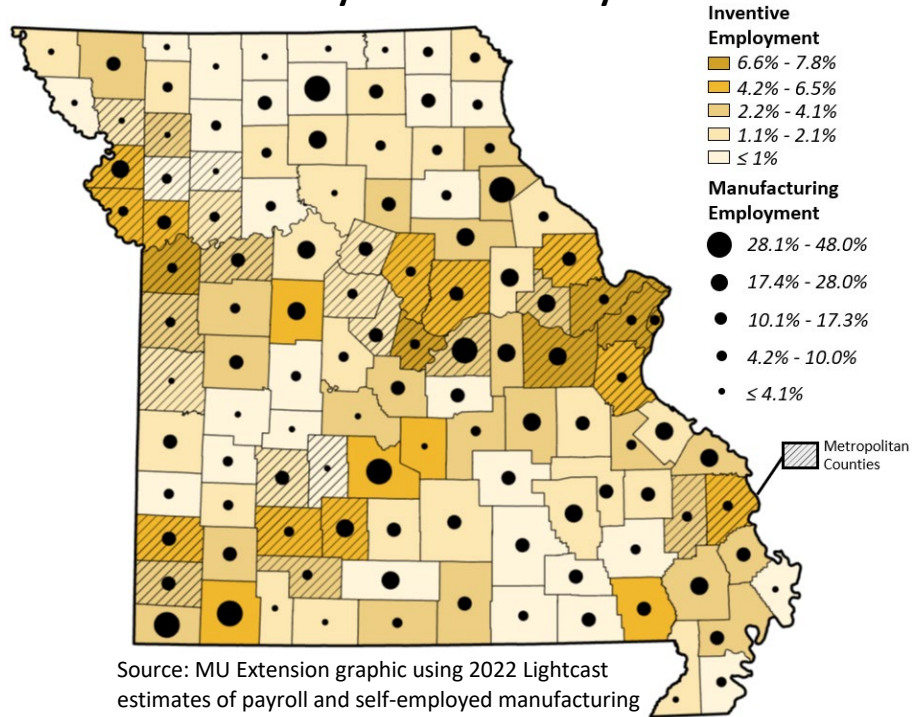 Inventive
Employment
6.6% - 7.8%
4.2% - 6.5%
2.2% - 4.1%
1.1% - 2.1%
≤ 1%
Manufacturing
Employment
28.1% - 48.0%
17.4% - 28.0%
10.1% - 17.3%
4.2% - 10.0%
≤ 4.1%
Metropolitan
Counties
Source: MU Extension graphic using 2022 Lightcast
estimates of payroll and self-employed manufacturing